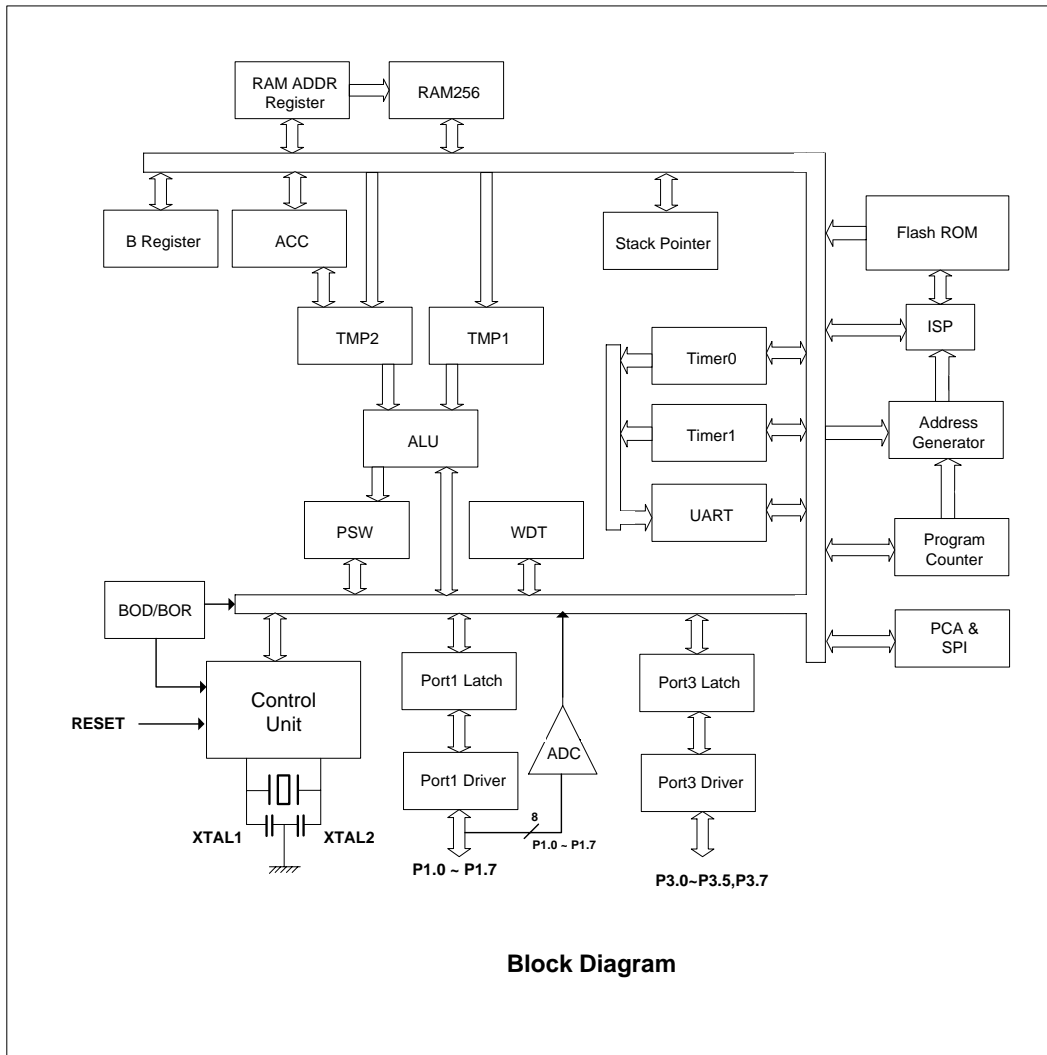 RAM ADDR
Register
RAM256
B Register
ACC
Stack Pointer
Flash ROM
TMP2
TMP1
ISP
Timer0
Timer1
UART
Address
Generator
ALU
PSW
WDT
Program
Counter
BOD/BOR
PCA &
SPI
Control
Unit
RESET
Port1 Latch
Port3 Latch
ADC
Port1 Driver
Port3 Driver
XTAL1
XTAL2
8
P1.0 ~ P1.7
P1.0 ~ P1.7
P3.0~P3.5,P3.7
Block Diagram